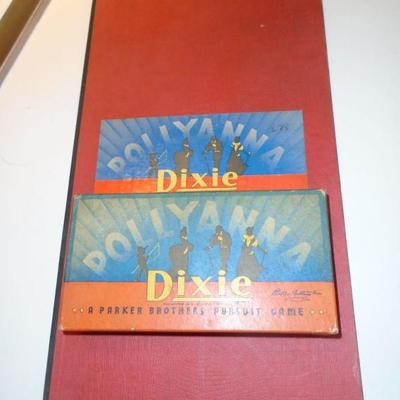 POLLYANNA
Dixie
POLLYANNA
Dixie
•• A PARKER BROTHERS PURSUIT GAME ••